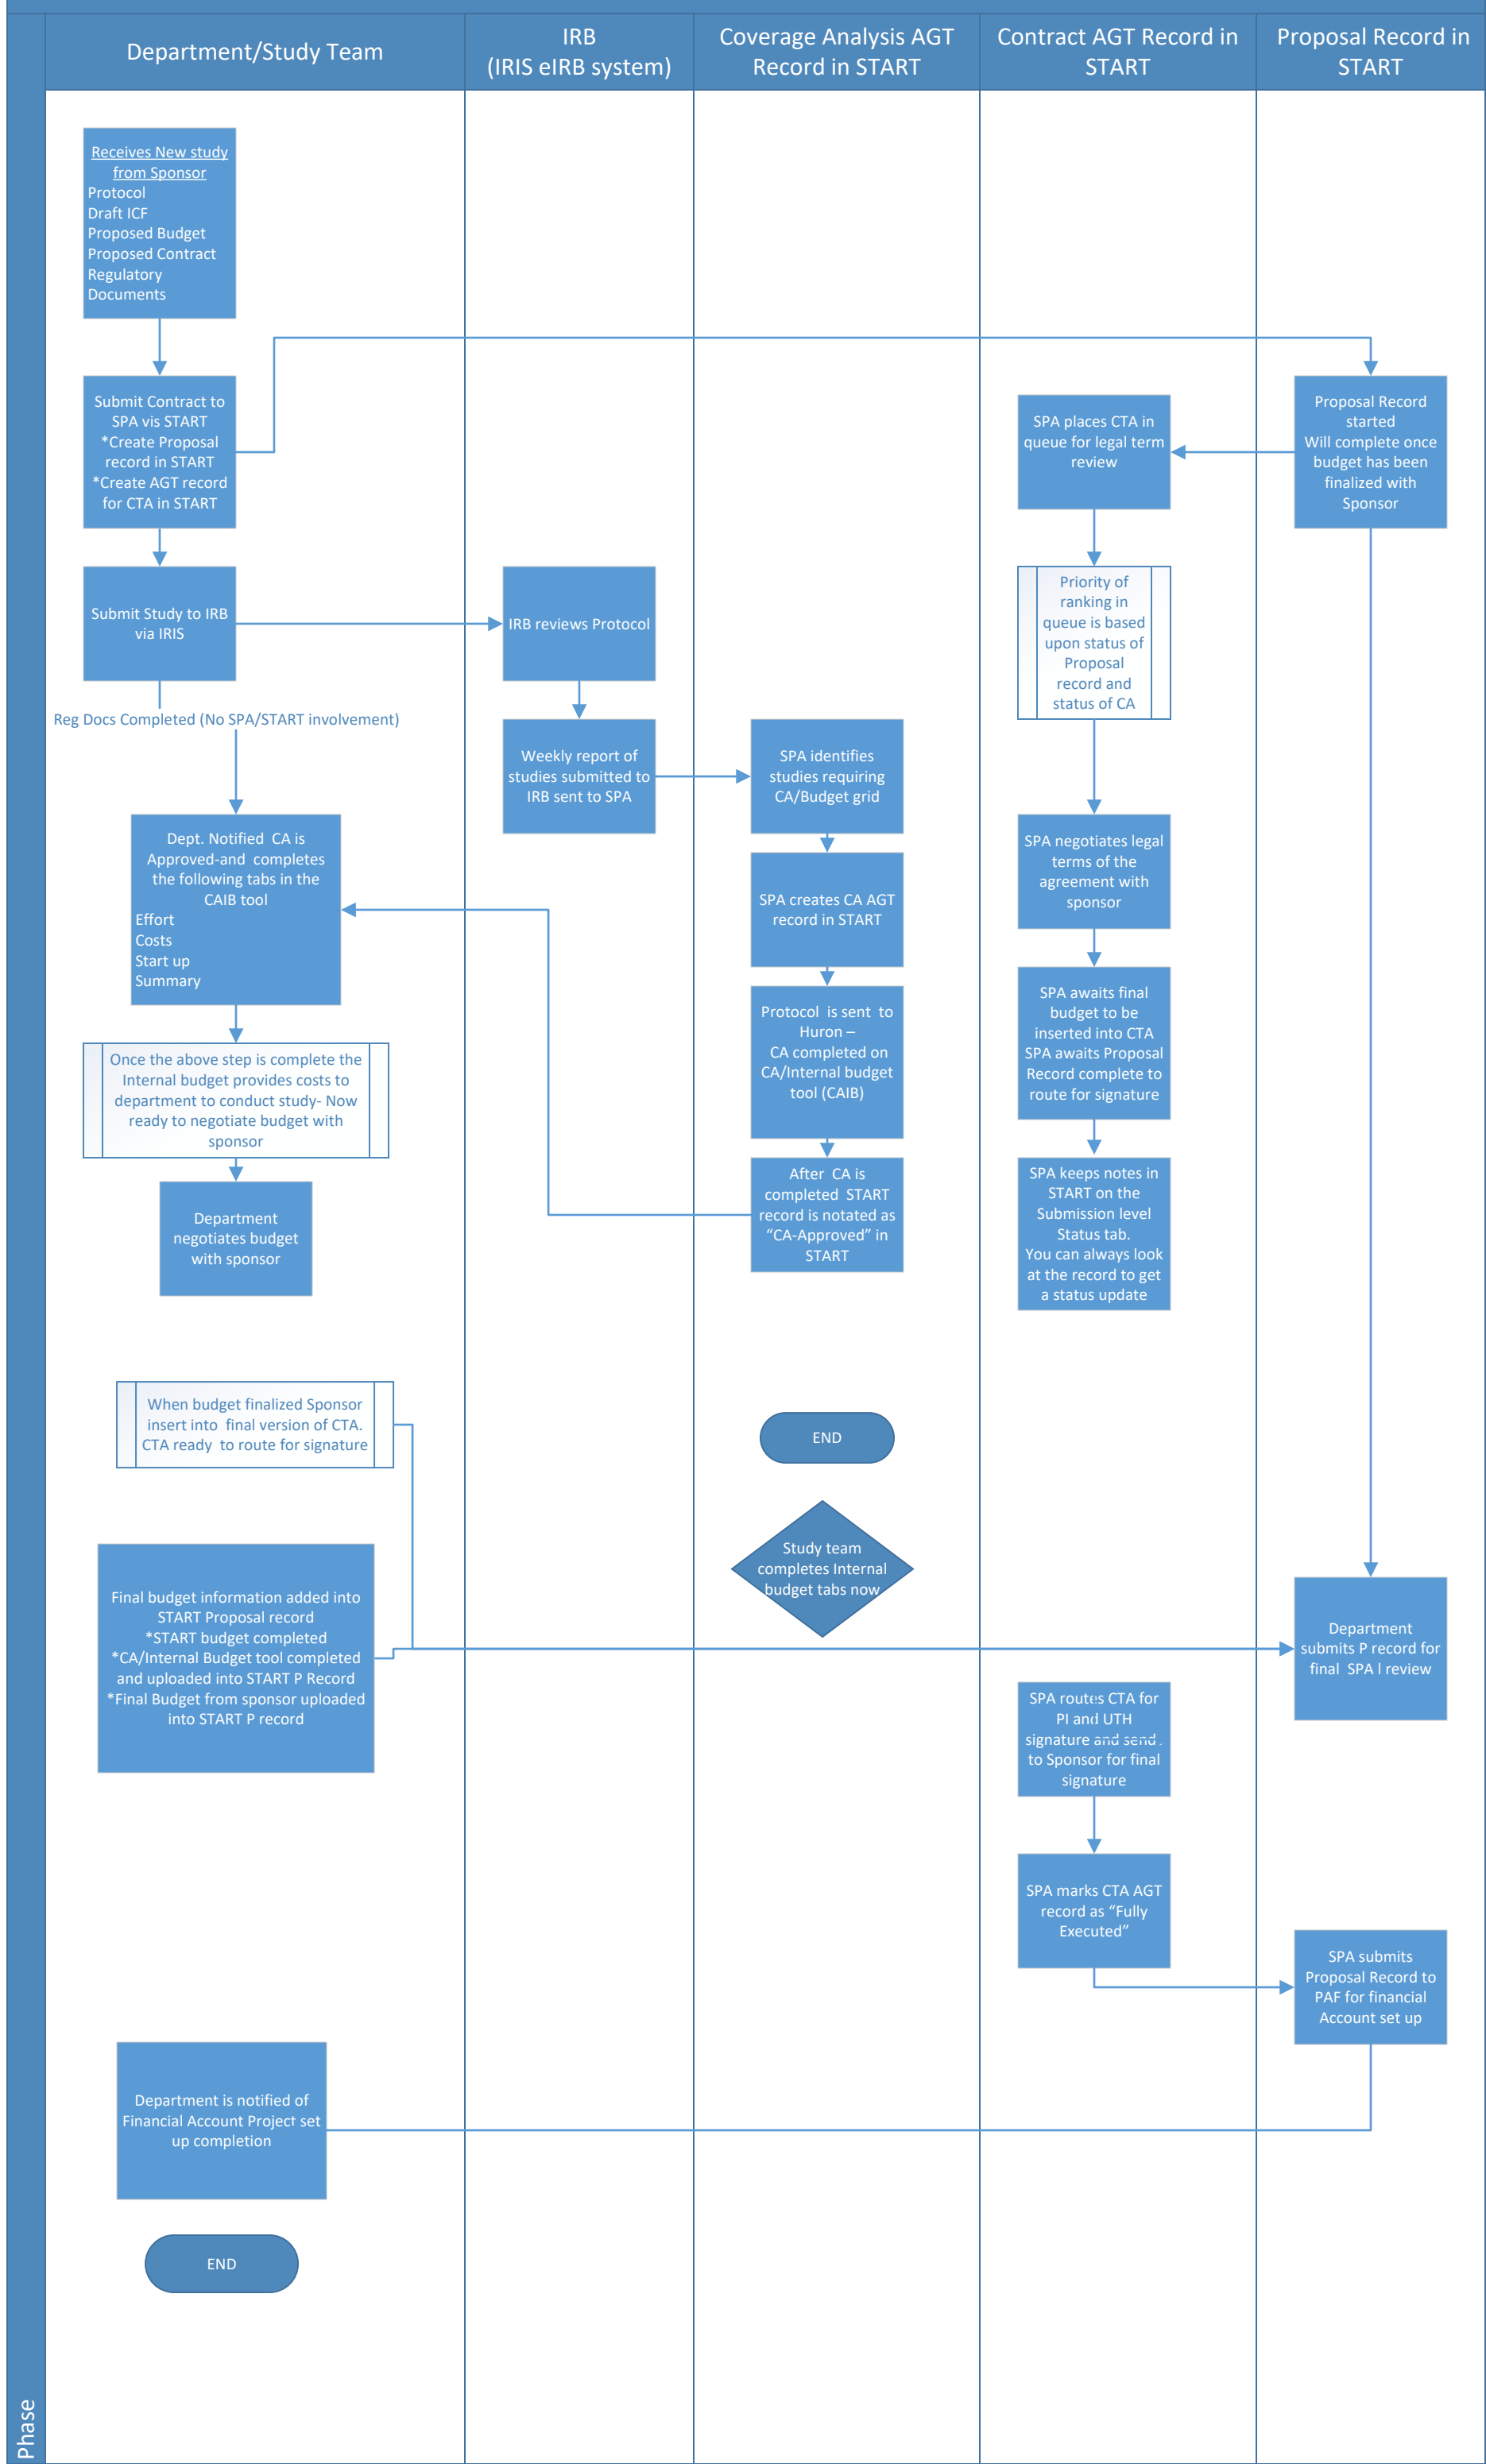 Department/Study Team
IRB
(IRIS eIRB system)
Coverage Analysis AGT
Record in START
Contract AGT Record in
START
Proposal Record in
START
Receives New study
from Sponsor
Protocol
Draft ICF
Proposed Budget
Proposed Contract
Regulatory
Documents
Submit Contract to
SPA vis START
*Create Proposal
record in START
*Create AGT record
for CTA in START
SPA places CTA in
queue for legal term
review
Proposal Record
started
Will complete once
budget has been
finalized with
Sponsor
Submit Study to IRB
via IRIS
IRB reviews Protocol
Priority of
ranking in
queue is based
upon status of
Proposal
record and
status of CA
Reg Docs Completed (No SPA/START involvement)
Weekly report of
studies submitted to
IRB sent to SPA
SPA identifies
studies requiring
CA/Budget grid
Dept. Notified CA is
Approved-and completes
the following tabs in the
CAIB tool
Effort
Costs
Start up
Summary
SPA creates CA AGT
record in START
SPA negotiates legal
terms of the
agreement with
sponsor
Protocol is sent to
Huron –
CA completed on
CA/Internal budget
tool (CAIB)
SPA awaits final
budget to be
inserted into CTA
SPA awaits Proposal
Record complete to
route for signature
Once the above step is complete the
Internal budget provides costs to
department to conduct study- Now
ready to negotiate budget with
sponsor
Department
negotiates budget
with sponsor
After CA is
completed START
record is notated as
“CA-Approved” in
START
SPA keeps notes in
START on the
Submission level
Status tab.
You can always look
at the record to get
a status update
When budget finalized Sponsor
insert into final version of CTA.
CTA ready to route for signature
END
Study team
completes Internal
budget tabs now
Final budget information added into
START Proposal record
*START budget completed
*CA/Internal Budget tool completed
and uploaded into START P Record
*Final Budget from sponsor uploaded
into START P record
Department
submits P record for
final SPA l review
SPA routes CTA for
PI and UTH
signature and send
to Sponsor for final
signature
SPA marks CTA AGT
record as “Fully
Executed”
SPA submits
Proposal Record to
PAF for financial
Account set up
Department is notified of
Financial Account Project set
up completion
END
Phase